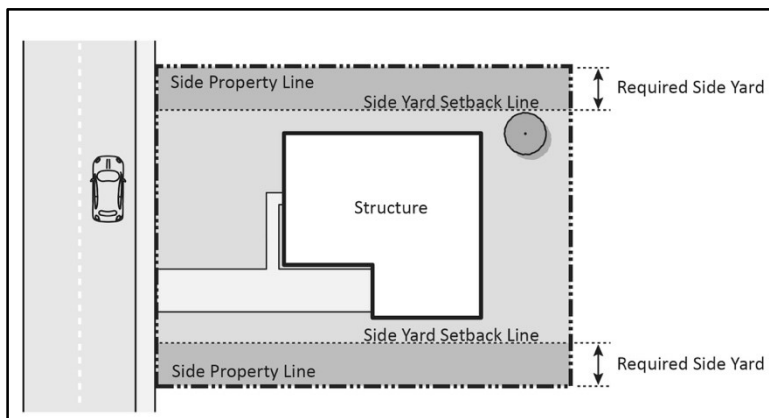 Side Property Line
Required Side Yard
Side Yard Setback Line
Structure
Side Yard Setback Line
Side Property Line
Required Side Yard